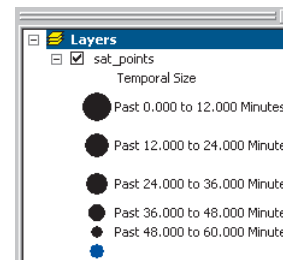 Layers
sat_points
Temporal Size
Past 0.000 to 12.000 Minutes
Past 12.000 to 24.000 Minute
Past 24.000 to 36.000 Minute
Past 36.000 to 48.000 Minute
Past 48.000 to 60.000 Minute